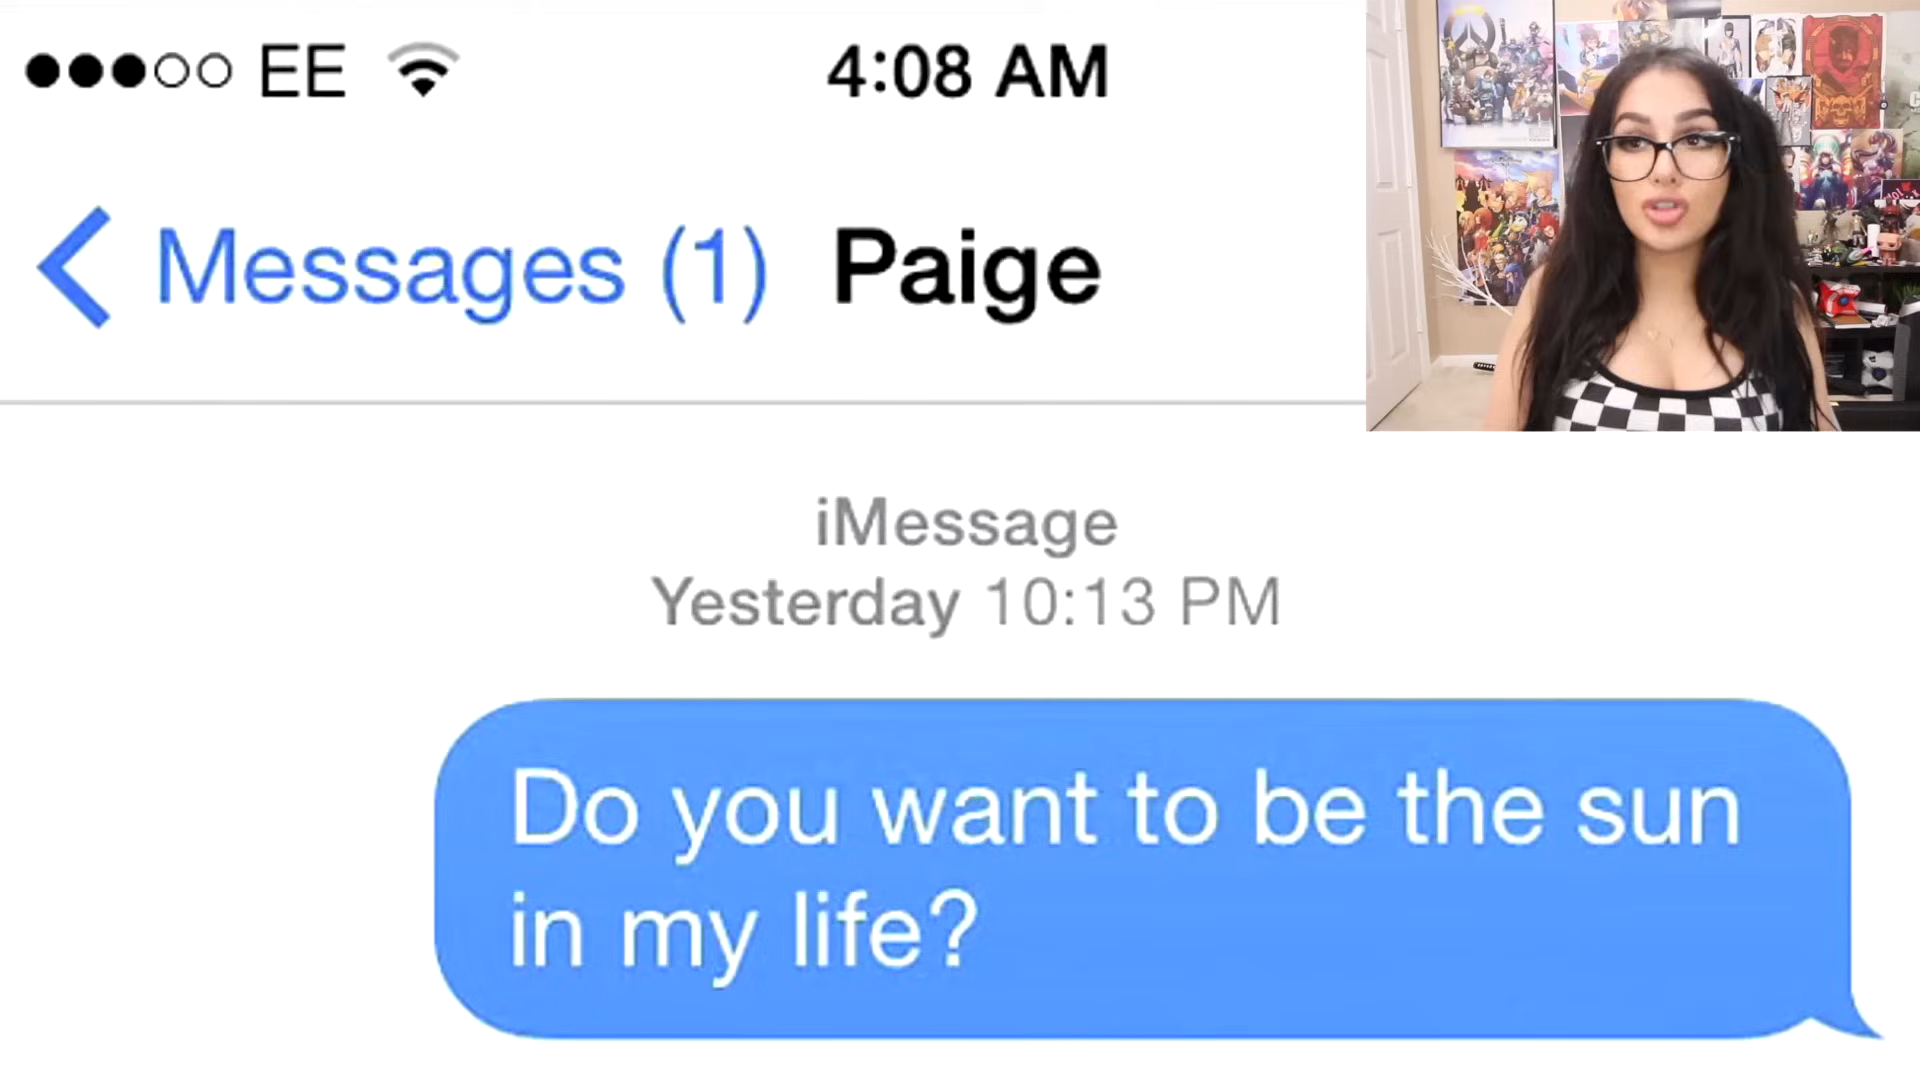 EE
4:08 AM
Messages (1)
Paige
iMessage
Yesterday 10:13 PM
Do you want to be the sun
in my life?